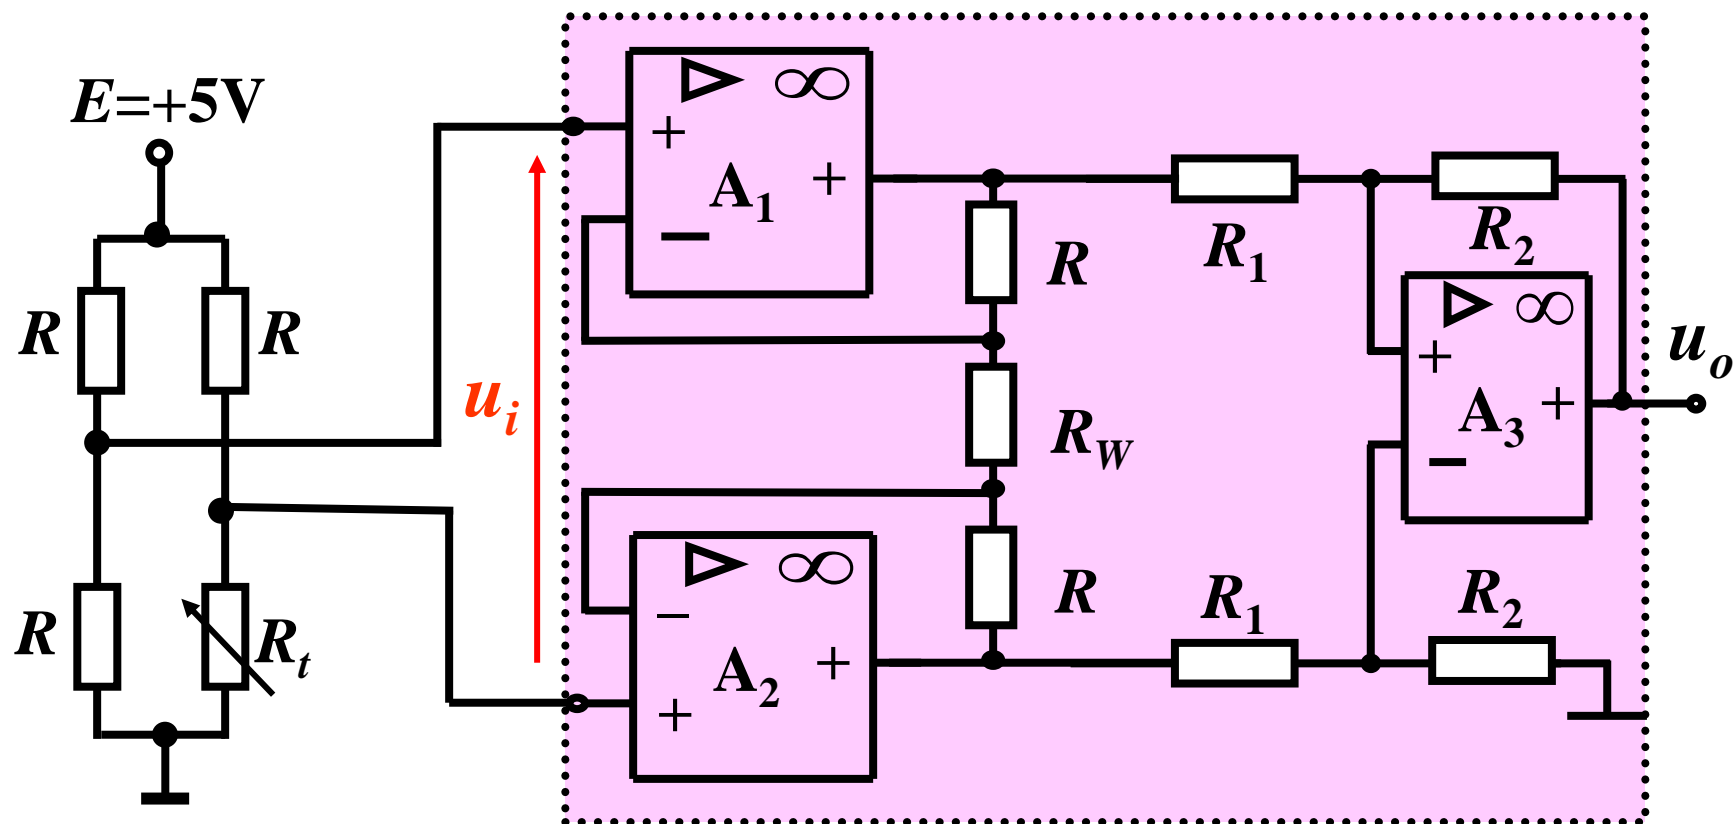 E=+5V
R
R
R
R_t
u_i
▷ ∞
+
A_1
+
−
R
R_W
R
▷ ∞
−
A_2
+
+
R_1
R_2
▷ ∞
+
A_3
+
−
u_o
R_1
R_2